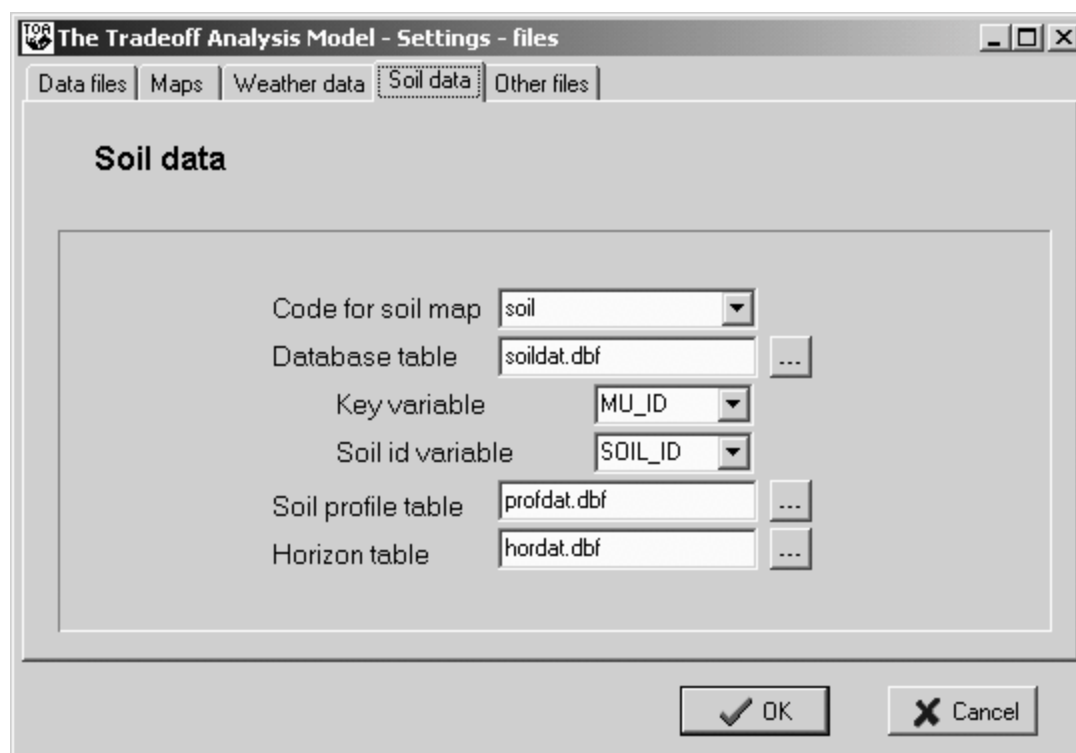 TOA The Tradeoff Analysis Model - Settings - files
Data files Maps Weather data Soil data Other files
Soil data
Code for soil map soil
Database table soildat.dbf ...
Key variable MU_ID
Soil id variable SOIL_ID
Soil profile table profdat.dbf ...
Horizon table hordat.dbf ...
OK Cancel